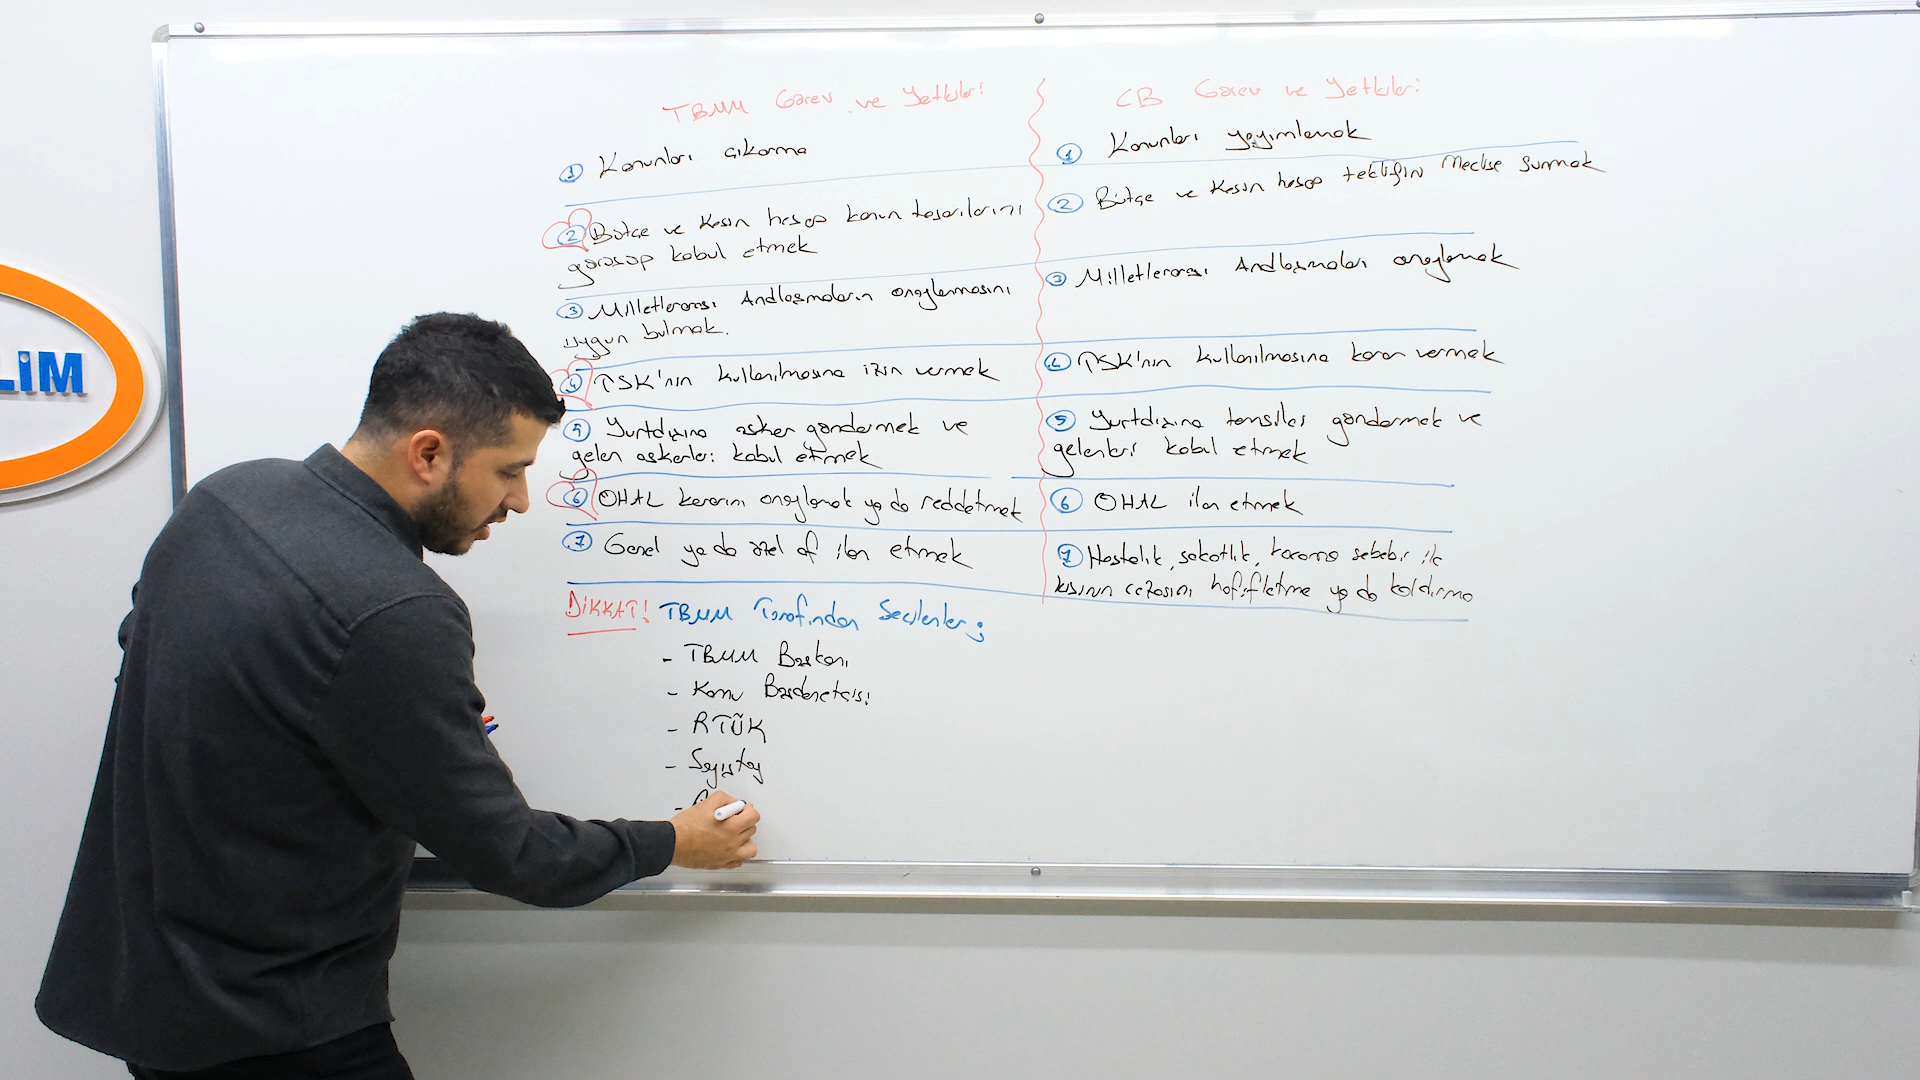 LİM
TBMM Görev ve Yetkileri
① Kanunları çıkarma
② Bütçe ve Kesin hesap kanun tasarılarını
görüşüp kabul etmek
③ Milletlerarası Andlaşmaların onaylanmasını
uygun bulmak.
④ TSK'nın kullanılmasına izin vermek
⑤ Yurtdışına asker göndermek ve
gelen askerleri kabul etmek
⑥ OHAL kararını onaylamak ya da reddetmek
⑦ Genel ya da özel af ilan etmek
DİKKAT! TBMM Tarafından Seçilenler;
- TBMM Başkanı
- Kamu Başdenetçisi
- RTÜK
- Sayıştay
-
CB Görev ve Yetkileri
① Kanunları yayımlamak
② Bütçe ve Kesin hesap teklifin Meclise Sunmak
③ Milletlerarası Andlaşmaları onaylamak
④ TSK'nın kullanılmasına karar vermek
⑤ Yurtdışına temsilci göndermek ve
gelenleri kabul etmek
⑥ OHAL ilan etmek
⑦ Hastalık, sakatlık, kocama sebebi ile
kişinin cezasını hafifletme ya da kaldırma